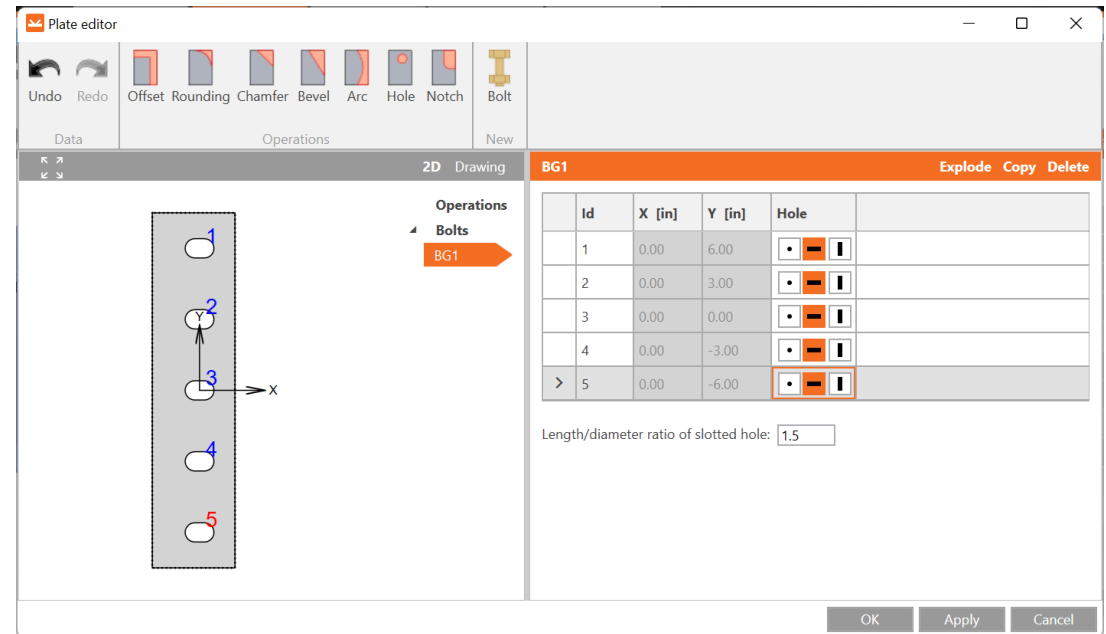 Plate editor
Undo Redo Offset Rounding Chamfer Bevel Arc Hole Notch Bolt
Data Operations New
2D Drawing
Operations
Bolts
BG1
1
2
Y
3
X
4
5
BG1 Explode Copy Delete
Id X [in] Y [in] Hole
1 0.00 6.00
2 0.00 3.00
3 0.00 0.00
4 0.00 -3.00
5 0.00 -6.00
Length/diameter ratio of slotted hole: 1.5
OK Apply Cancel